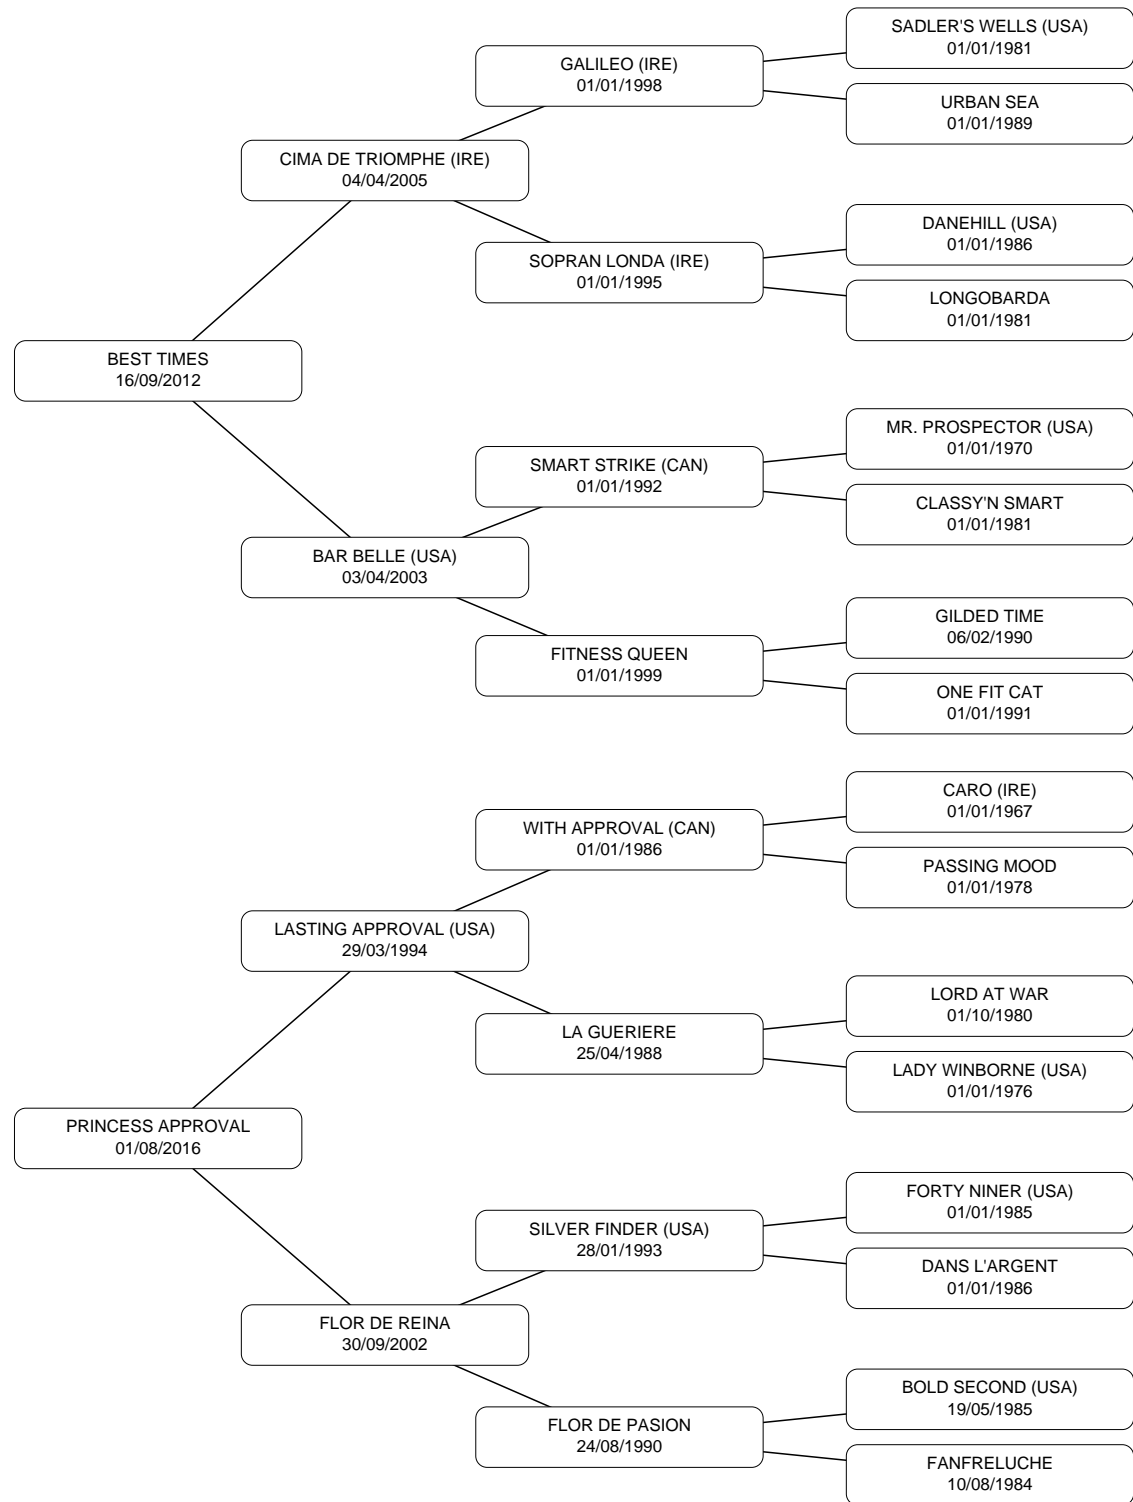 SADLER'S WELLS (USA)
01/01/1981
GALILEO (IRE)
01/01/1998
URBAN SEA
01/01/1989
CIMA DE TRIOMPHE (IRE)
04/04/2005
DANEHILL (USA)
01/01/1986
SOPRAN LONDA (IRE)
01/01/1995
LONGOBARDA
01/01/1981
BEST TIMES
16/09/2012
MR. PROSPECTOR (USA)
01/01/1970
SMART STRIKE (CAN)
01/01/1992
CLASSY'N SMART
01/01/1981
BAR BELLE (USA)
03/04/2003
GILDED TIME
06/02/1990
FITNESS QUEEN
01/01/1999
ONE FIT CAT
01/01/1991
CARO (IRE)
01/01/1967
WITH APPROVAL (CAN)
01/01/1986
PASSING MOOD
01/01/1978
LASTING APPROVAL (USA)
29/03/1994
LORD AT WAR
01/10/1980
LA GUERIERE
25/04/1988
LADY WINBORNE (USA)
01/01/1976
PRINCESS APPROVAL
01/08/2016
FORTY NINER (USA)
01/01/1985
SILVER FINDER (USA)
28/01/1993
DANS L'ARGENT
01/01/1986
FLOR DE REINA
30/09/2002
BOLD SECOND (USA)
19/05/1985
FLOR DE PASION
24/08/1990
FANFRELUCHE
10/08/1984